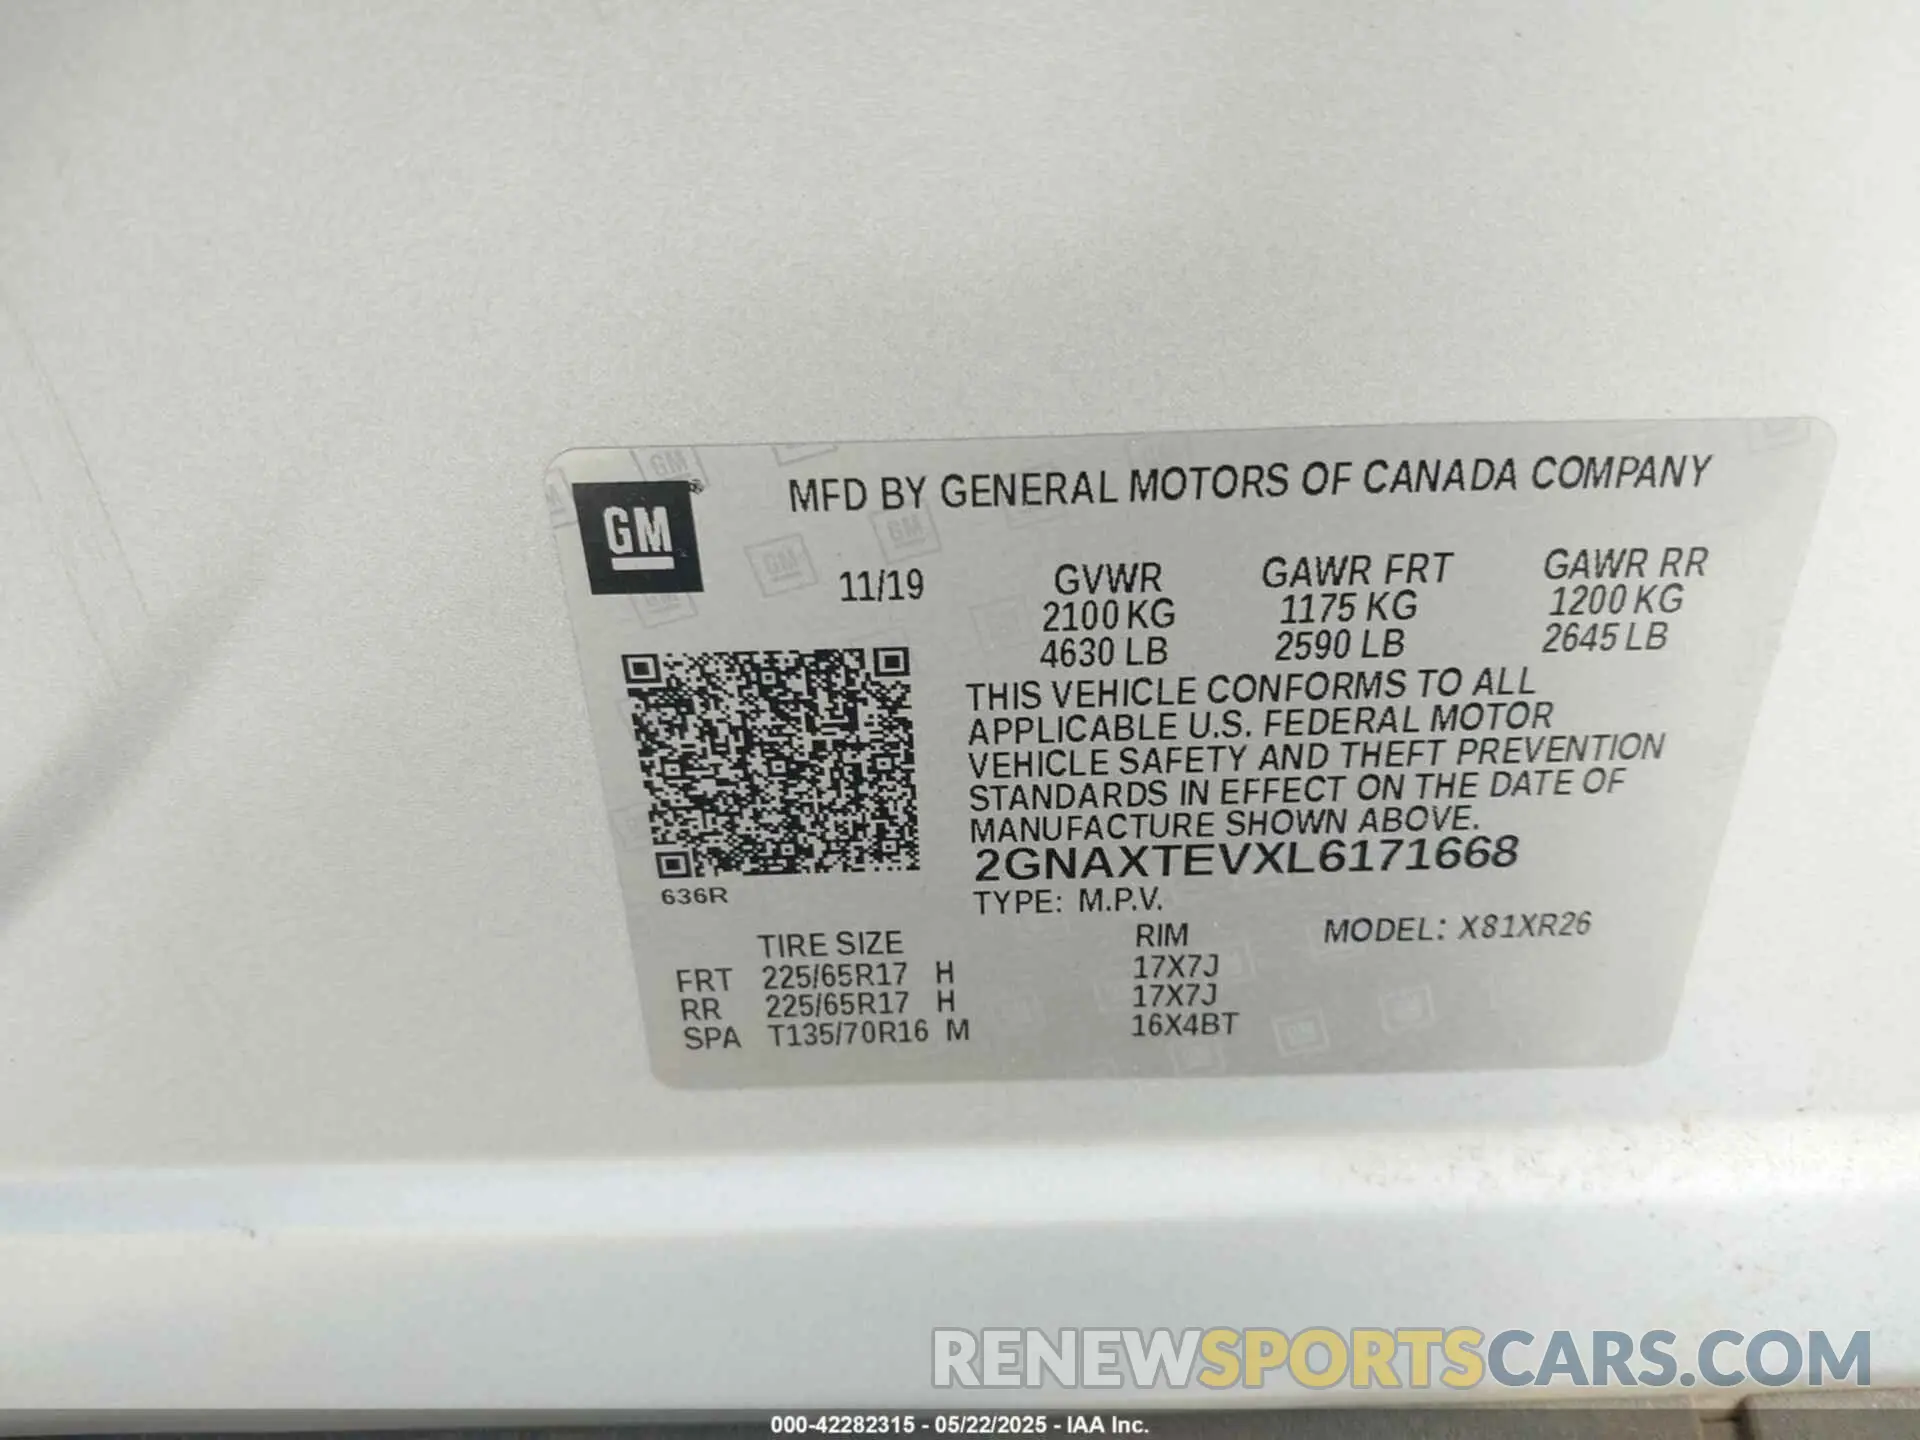 GM
GM
®
GM
GM
MFD BY GENERAL MOTORS OF CANADA COMPANY
11/19
GVWR GAWR FRT GAWR RR
2100 KG 1175 KG 1200 KG
4630 LB 2590 LB 2645 LB
THIS VEHICLE CONFORMS TO ALL
APPLICABLE U.S. FEDERAL MOTOR
VEHICLE SAFETY AND THEFT PREVENTION
STANDARDS IN EFFECT ON THE DATE OF
MANUFACTURE SHOWN ABOVE.
2GNAXTEVXL6171668
636R
TYPE: M.P.V.
MODEL: X81XR26
TIRE SIZE RIM
FRT 225/65R17 H 17X7J
RR 225/65R17 H 17X7J
SPA T135/70R16 M 16X4BT
RENEWSPORTSCARS.COM
000-42282315 - 05/22/2025 - IAA Inc.